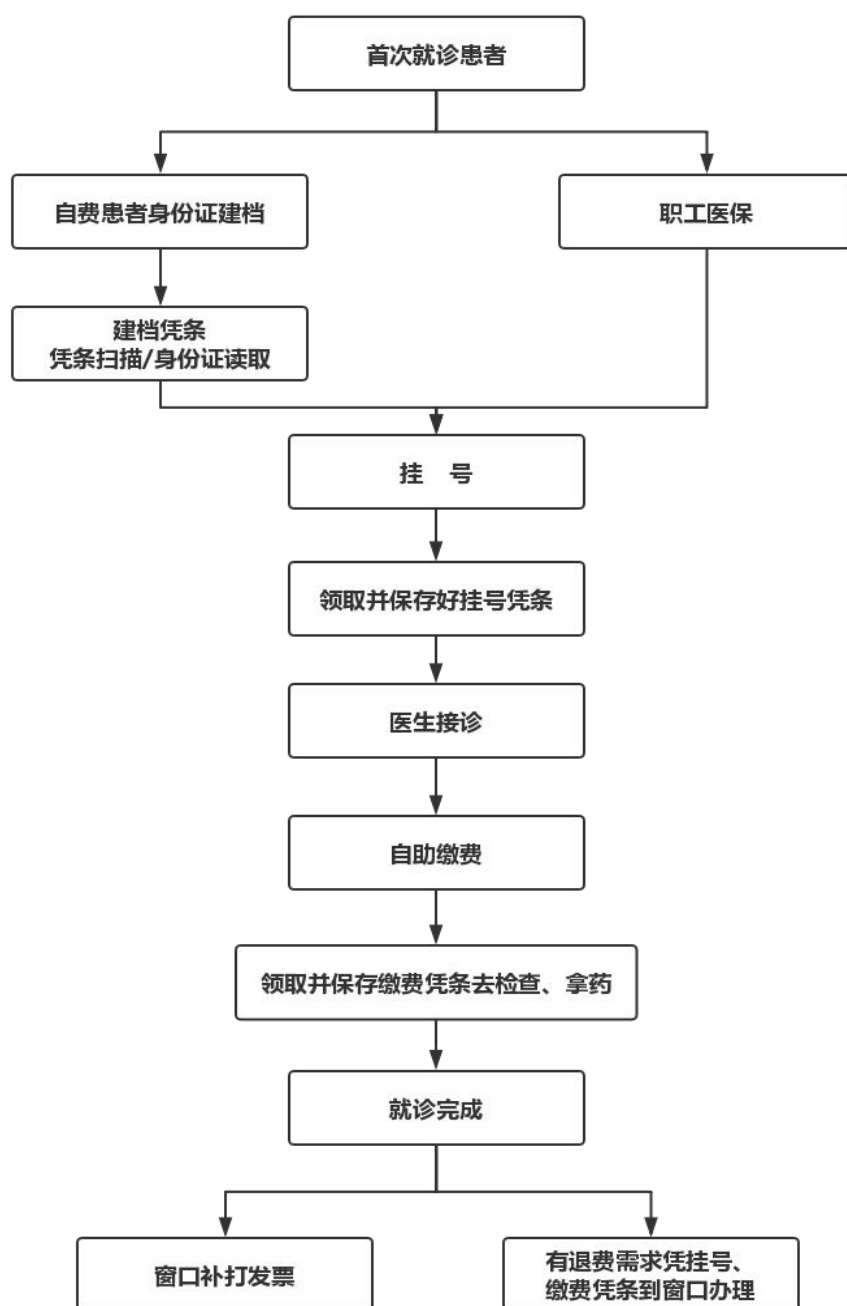 首次就诊患者
自费患者身份证建档
职工医保
建档凭条
凭条扫描/身份证读取
挂 号
领取并保存好挂号凭条
医生接诊
自助缴费
领取并保存缴费凭条去检查、拿药
就诊完成
窗口补打发票
有退费需求凭挂号、
缴费凭条到窗口办理